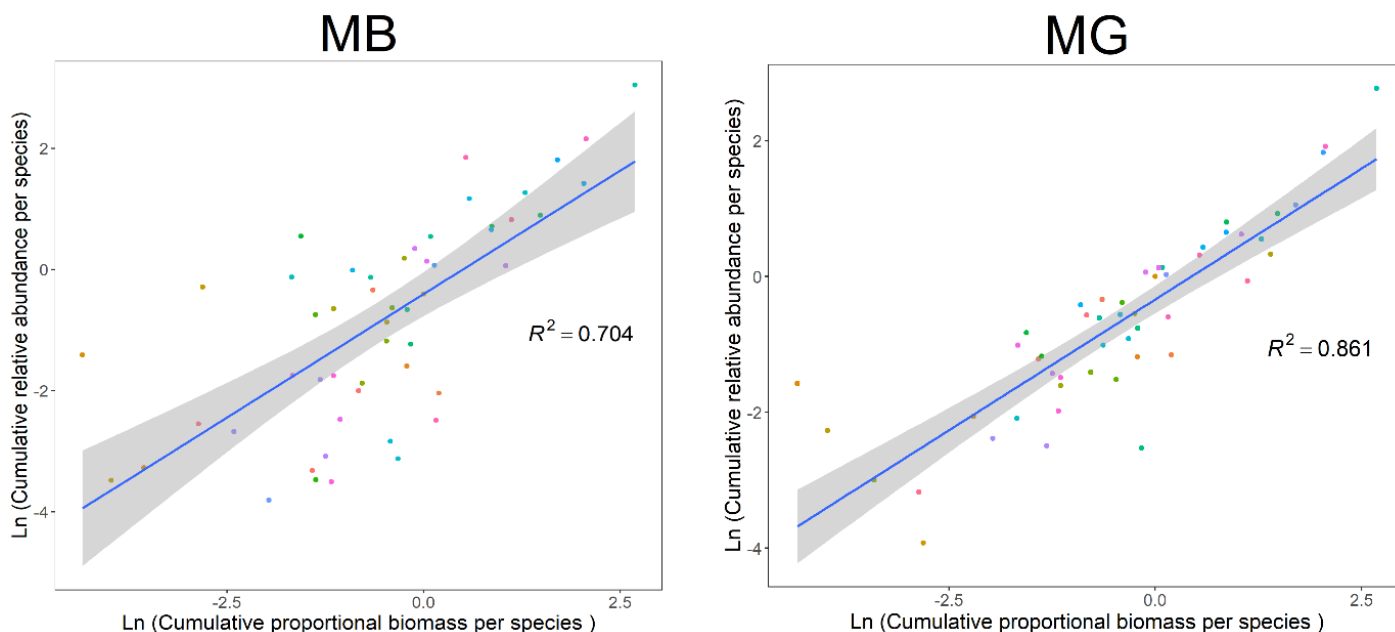 MB
Ln (Cumulative relative abundance per species)
2
0
-2
-4
R² = 0.704
-2.5
0.0
2.5
Ln (Cumulative proportional biomass per species )
MG
Ln (Cumulative relative abundance per species)
2
0
-2
-4
R² = 0.861
-2.5
0.0
2.5
Ln (Cumulative proportional biomass per species )